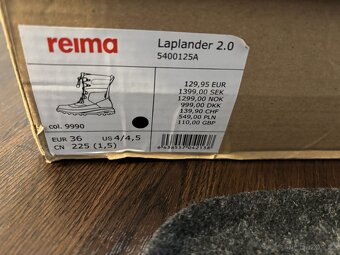 reima
Laplander 2.0
5400125A
129,95 EUR
1399,00 SEK
1299,00 NOK
999,00 DKK
139,90 CHF
549,00 PLN
110,00 GBP
col. 9990
EUR 36 US 4/4,5
CN 225 (1,5)